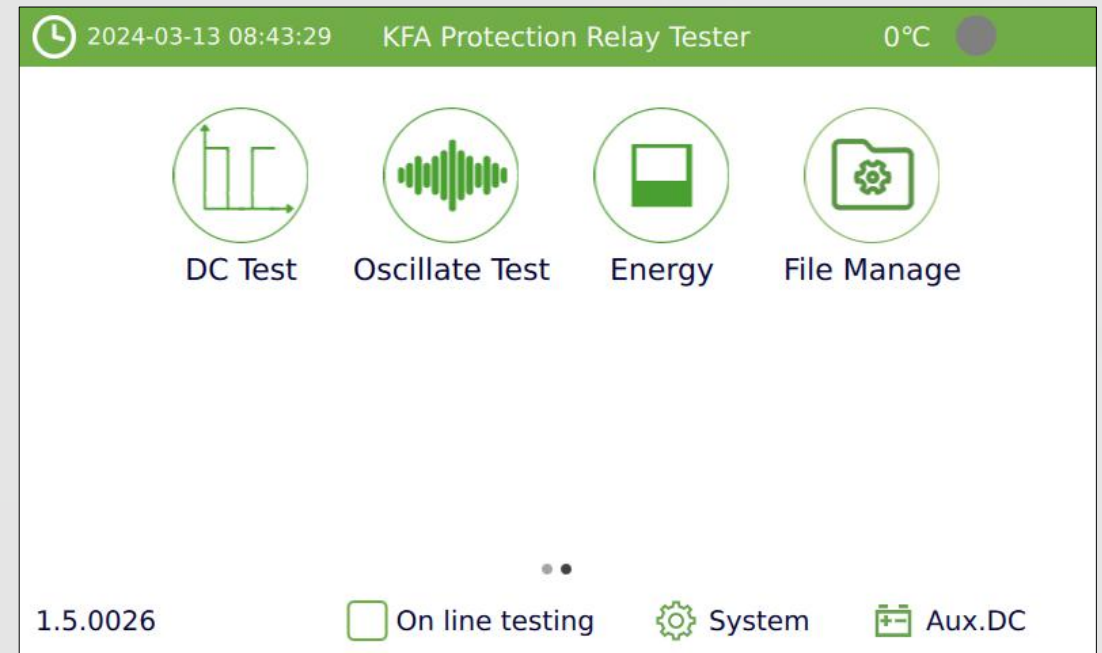 2024-03-13 08:43:29 KFA Protection Relay Tester 0℃
DC Test Oscillate Test Energy File Manage
1.5.0026 On line testing System Aux.DC